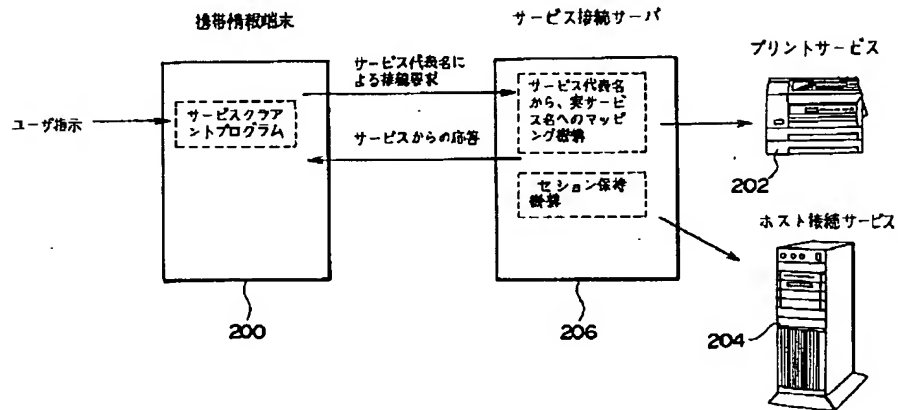 携帯情報端末
サービス接続サーバ
プリントサービス
サービス代表名に
よる接続要求
サービス代表名
から、実サービ
ス名へのマッピ
ング機構
ユーザ指示
サービスクラア
ントプログラム
サービスからの応答
セション保持
機構
202
ホスト接続サービス
204
200
206